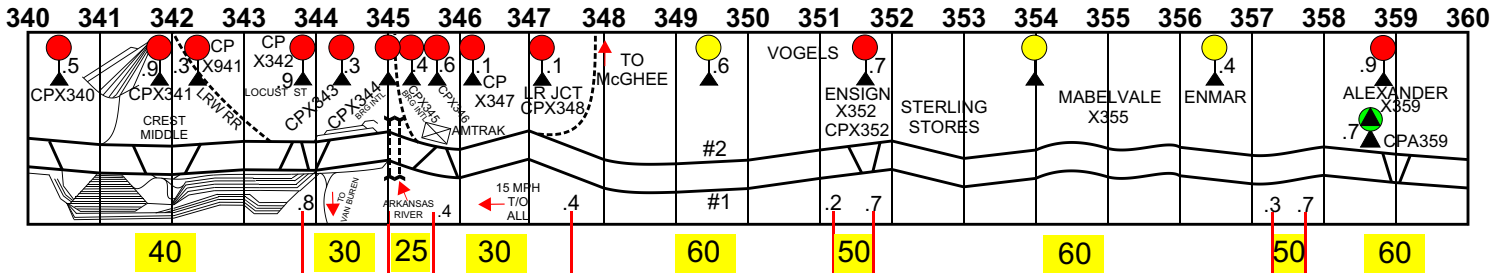 340 341 342 343 344 345 346 347 348 349 350 351 352 353 354 355 356 357 358 359 360
.5
CPX340
.9
CPX341
.3
CP
X941
LRWTRR
CP
X342
.9
LOCUST ST
.3
CPX343
CPX344
BRG INTL
.4
CPX345
BRG INTL
.6
CPX346
.1
CP
X347
.1
LR JCT
CPX348
TO
McGHEE
.6
VOGELS
.7
ENSIGN
X352
CPX352
STERLING
STORES
MABELVALE
X355
.4
ENMAR
.9
ALEXANDER
X359
.7
CPA359
CREST
MIDDLE
AMTRAK
#2
#1
.8
TO
VAN BUREN
ARKANSAS
RIVER
.4
15 MPH
T/O
ALL
.4
.2
.7
.3
.7
40
30
25
30
60
50
60
50
60